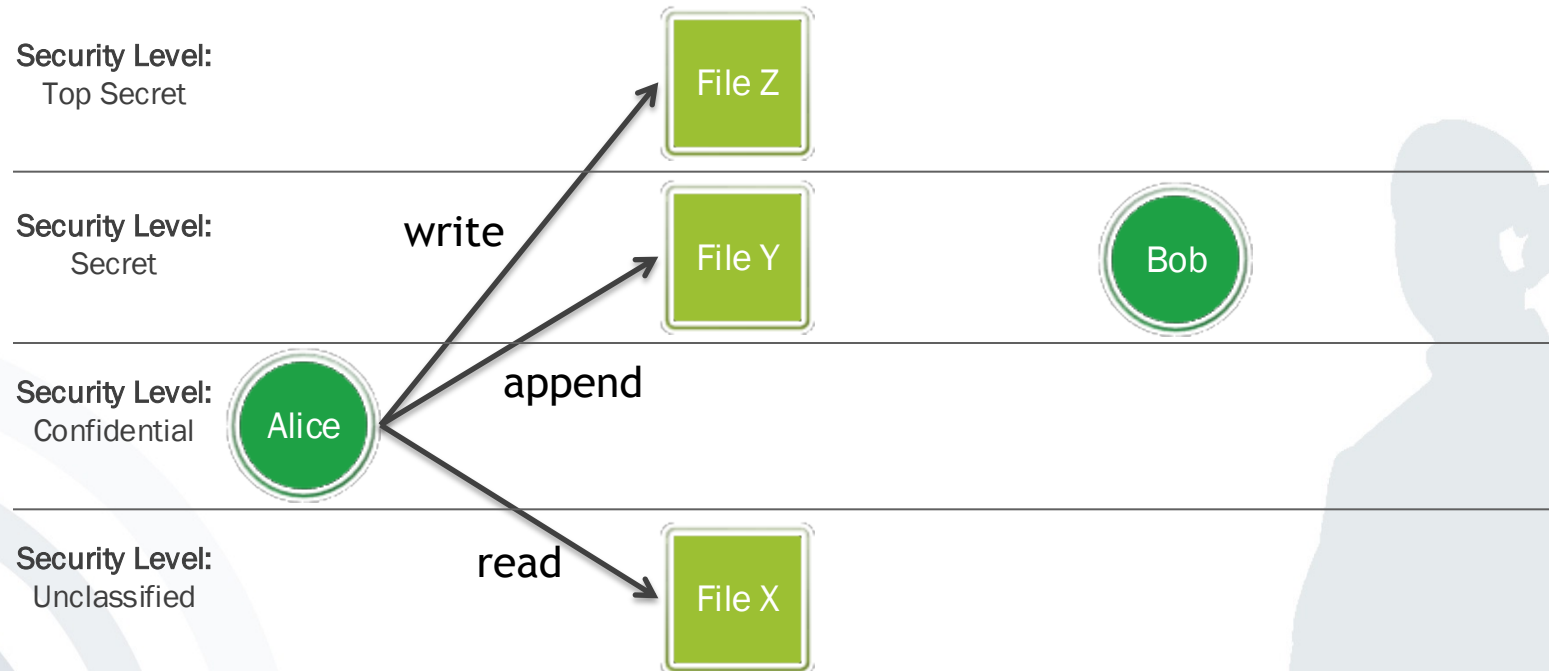 Security Level:
Top Secret
File Z
Security Level:
Secret
write
File Y
Bob
append
Security Level:
Confidential
Alice
Security Level:
Unclassified
read
File X